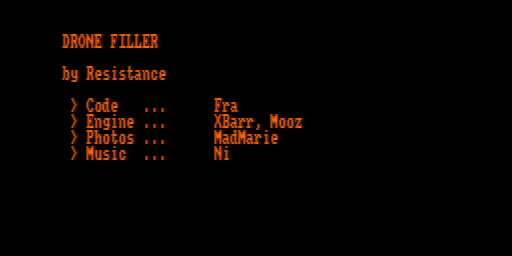 DRONE FILLER
by Resistance
> Code ... Fra
> Engine ... XBarr, Mooz
> Photos ... MadMarie
> Music ... Ni